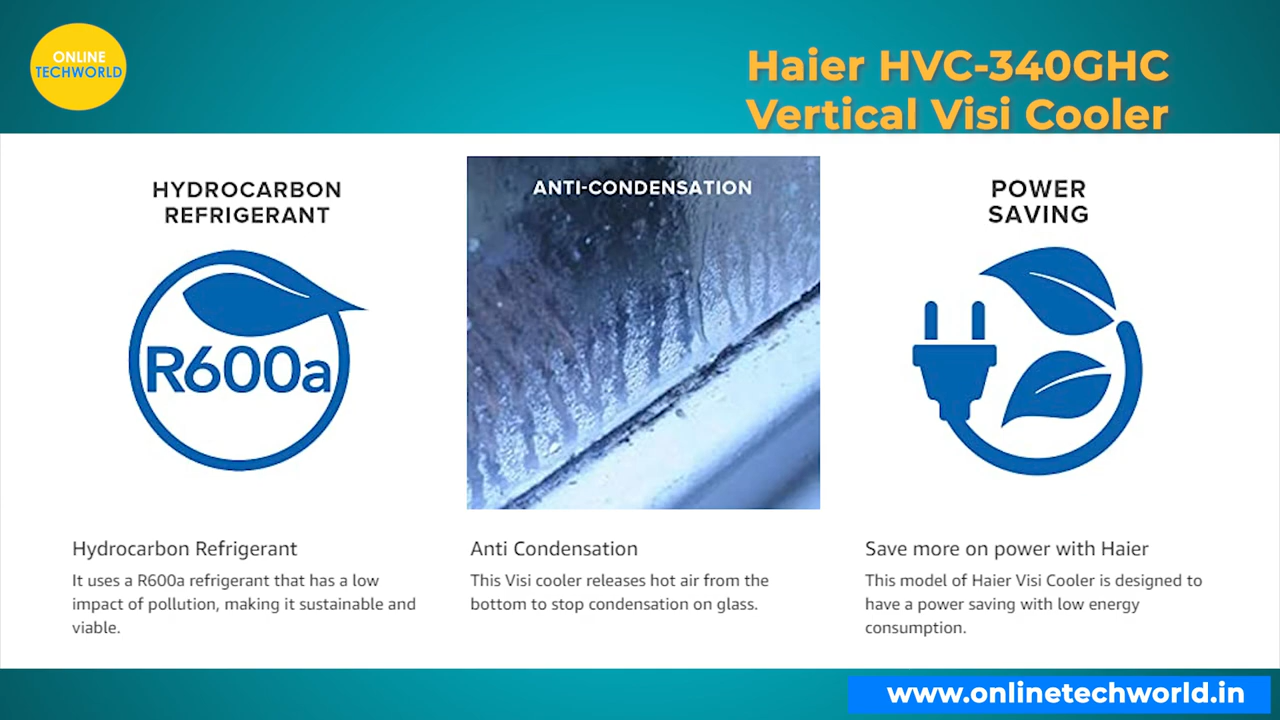 ONLINE
TECHWORLD
Haier HVC-340GHC
Vertical Visi Cooler
HYDROCARBON
REFRIGERANT
R600a
Hydrocarbon Refrigerant
It uses a R600a refrigerant that has a low
impact of pollution, making it sustainable and
viable.
ANTI-CONDENSATION
Anti Condensation
This Visi cooler releases hot air from the
bottom to stop condensation on glass.
POWER
SAVING
Save more on power with Haier
This model of Haier Visi Cooler is designed to
have a power saving with low energy
consumption.
www.onlinetechworld.in